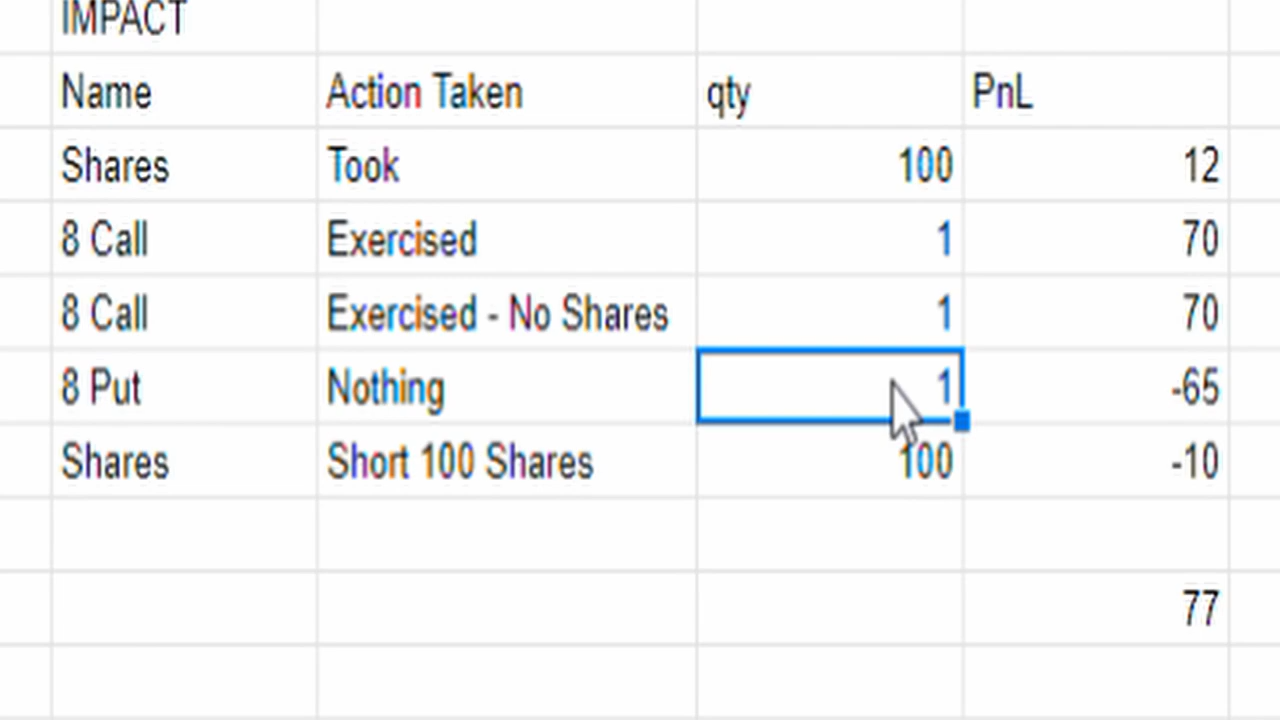 IMPACT
Name Action Taken qty PnL
Shares Took 100 12
8 Call Exercised 1 70
8 Call Exercised - No Shares 1 70
8 Put Nothing 1 -65
Shares Short 100 Shares 100 -10
77